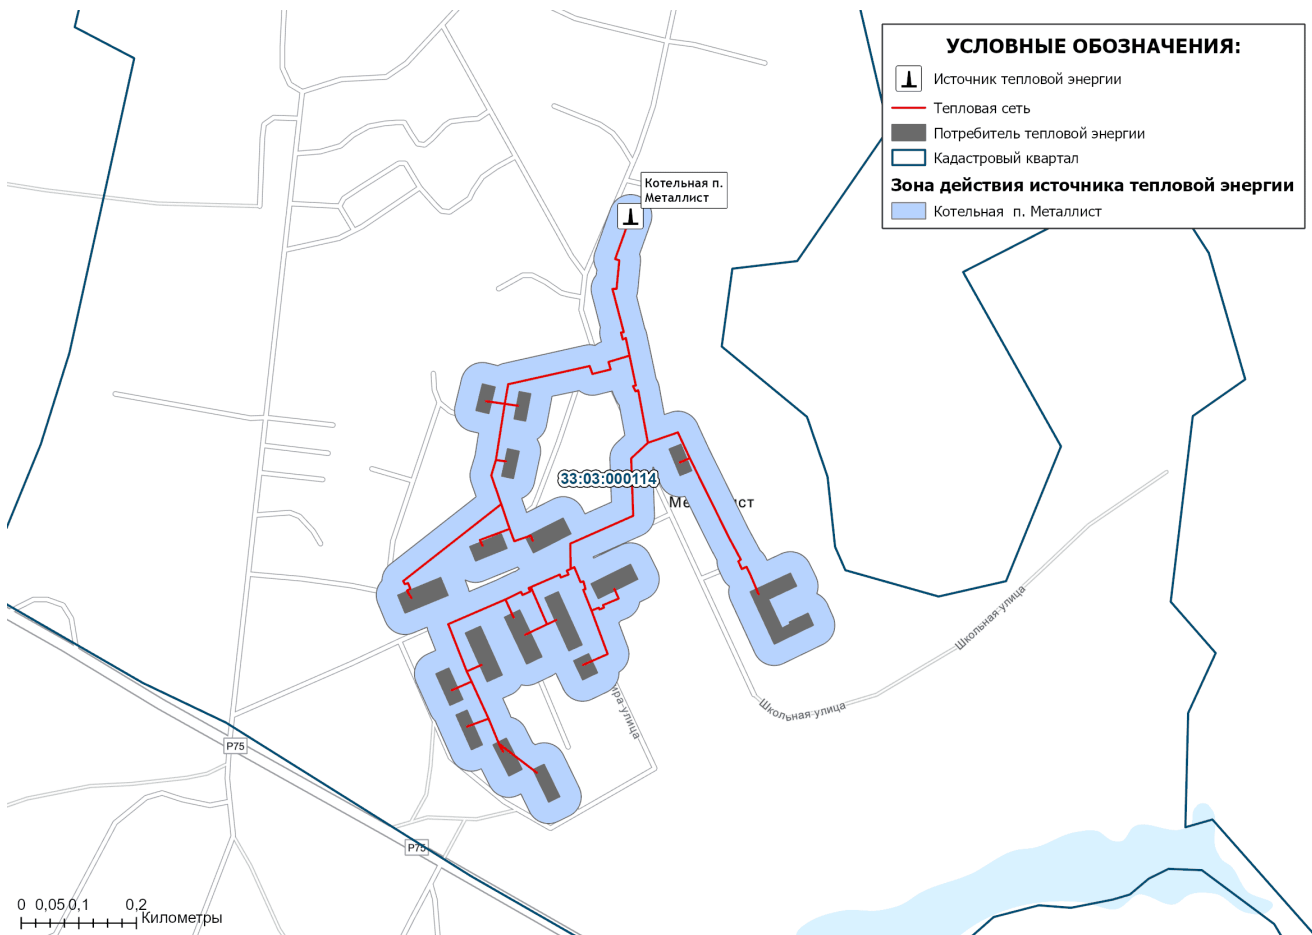 УСЛОВНЫЕ ОБОЗНАЧЕНИЯ:
Источник тепловой энергии
Тепловая сеть
Потребитель тепловой энергии
Кадастровый квартал
Зона действия источника тепловой энергии
Котельная п. Металлист
Котельная п.
Металлист
33:03:000114
Школьная улица
Школьная улица
улица
Р75
Р75
0 0,05 0,1 0,2
Километры